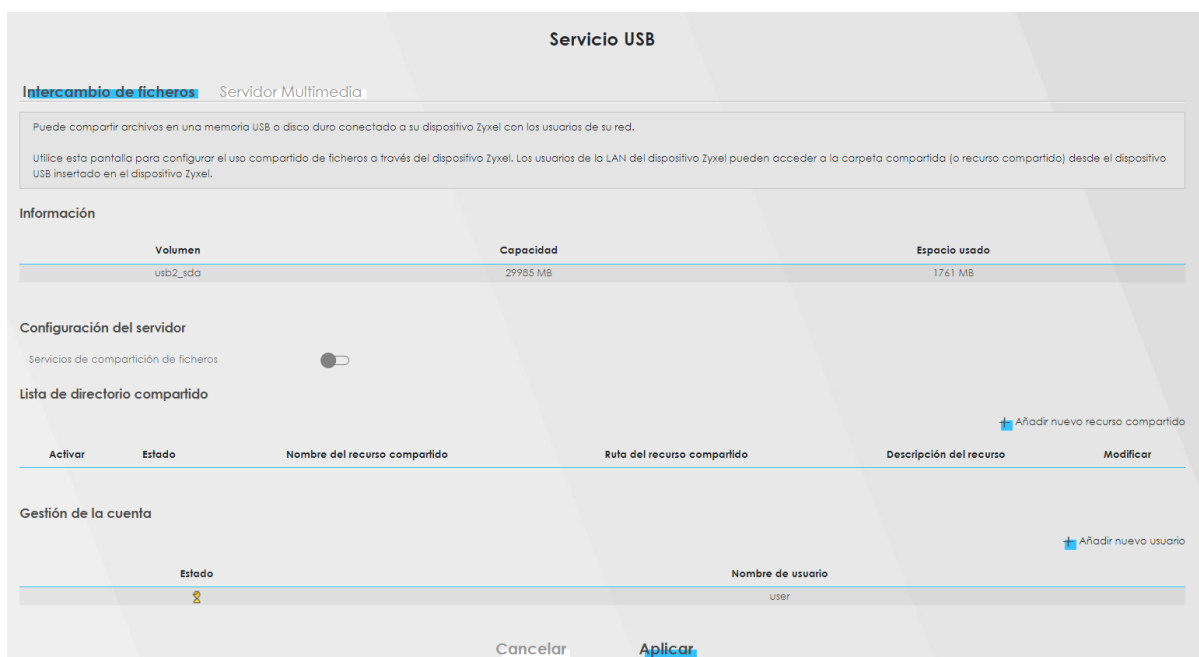 Servicio USB
Intercambio de ficheros Servidor Multimedia
Puede compartir archivos en una memoria USB o disco duro conectado a su dispositivo Zyxel con los usuarios de su red.
Utilice esta pantalla para configurar el uso compartido de ficheros a través del dispositivo Zyxel. Los usuarios de la LAN del dispositivo Zyxel pueden acceder a la carpeta compartida (o recurso compartido) desde el dispositivo
USB insertado en el dispositivo Zyxel.
Información
Volumen Capacidad Espacio usado
usb2_sda 29985 MB 1761 MB
Configuración del servidor
Servicios de compartición de ficheros
Lista de directorio compartido
+ Añadir nuevo recurso compartido
Activar Estado Nombre del recurso compartido Ruta del recurso compartido Descripción del recurso Modificar
Gestión de la cuenta
+ Añadir nuevo usuario
Estado Nombre de usuario
user
Cancelar Aplicar